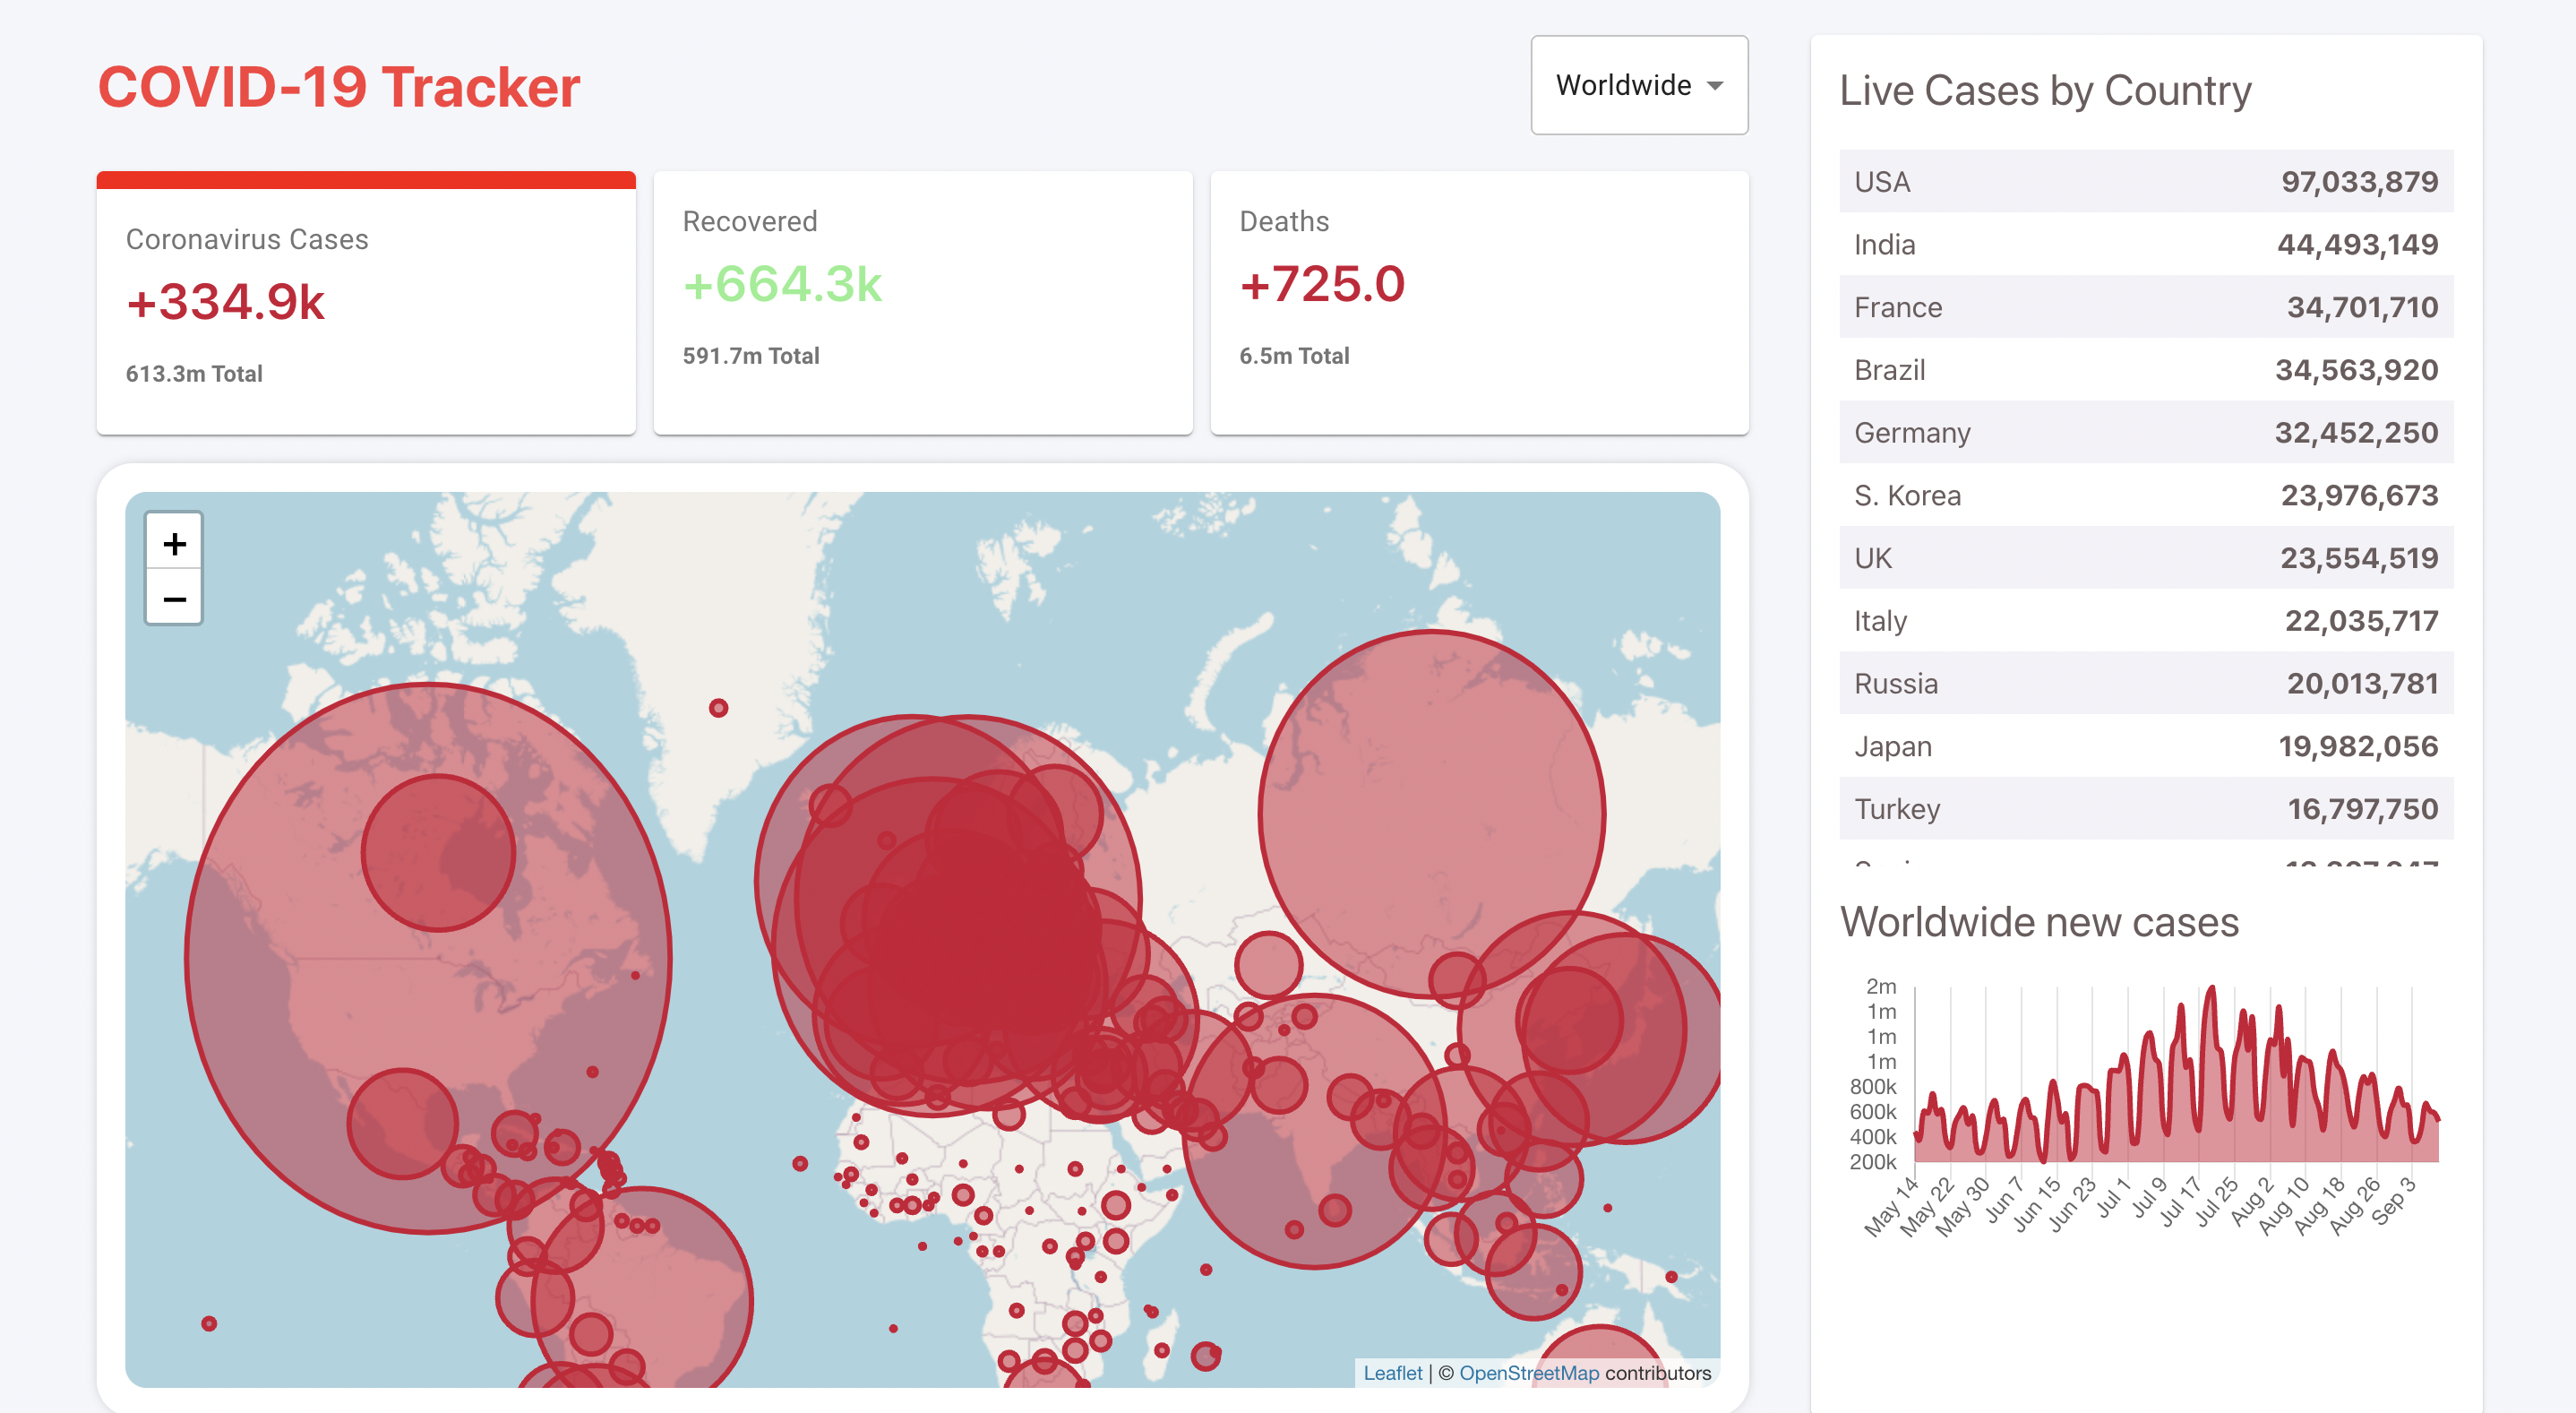 COVID-19 Tracker
Worldwide
Coronavirus Cases
+334.9k
613.3m Total
Recovered
+664.3k
591.7m Total
Deaths
+725.0
6.5m Total
+
−
Leaflet | © OpenStreetMap contributors
Live Cases by Country
USA 97,033,879
India 44,493,149
France 34,701,710
Brazil 34,563,920
Germany 32,452,250
S. Korea 23,976,673
UK 23,554,519
Italy 22,035,717
Russia 20,013,781
Japan 19,982,056
Turkey 16,797,750
Worldwide new cases
2m
1m
1m
1m
800k
600k
400k
200k
May 14
May 22
May 30
Jun 7
Jun 15
Jun 23
Jul 1
Jul 9
Jul 17
Jul 25
Aug 2
Aug 10
Aug 18
Aug 26
Sep 3